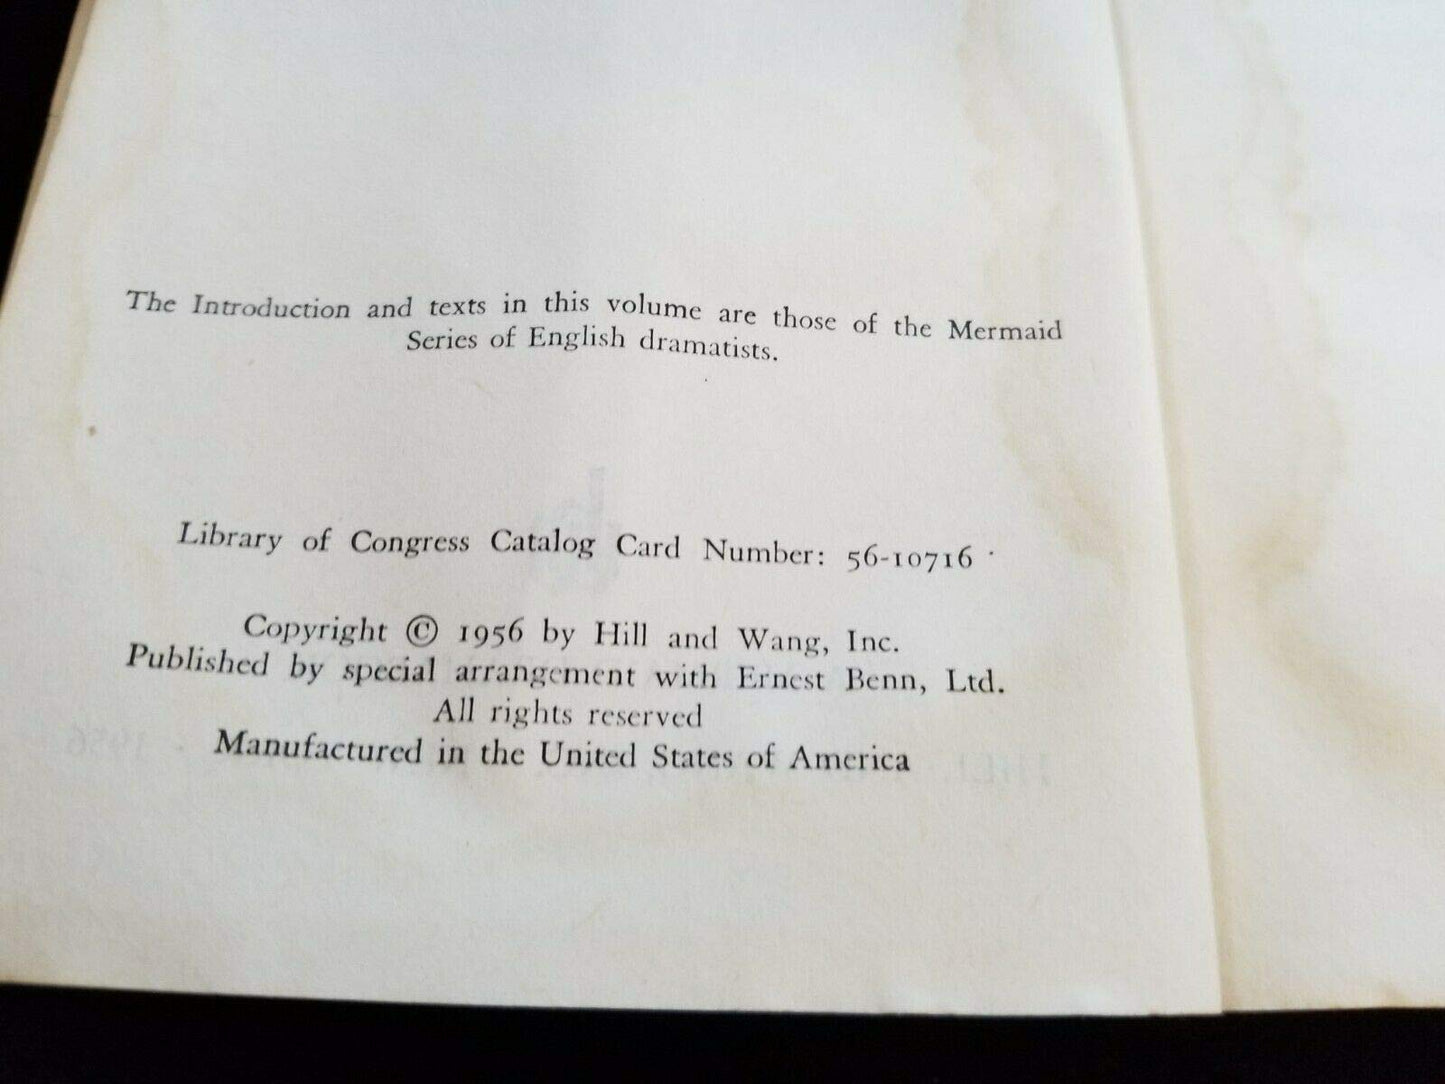 The Introduction and texts in this volume are those of the Mermaid
Series of English dramatists.
Library of Congress Catalog Card Number: 56-10716
Copyright © 1956 by Hill and Wang, Inc.
Published by special arrangement with Ernest Benn, Ltd.
All rights reserved
Manufactured in the United States of America